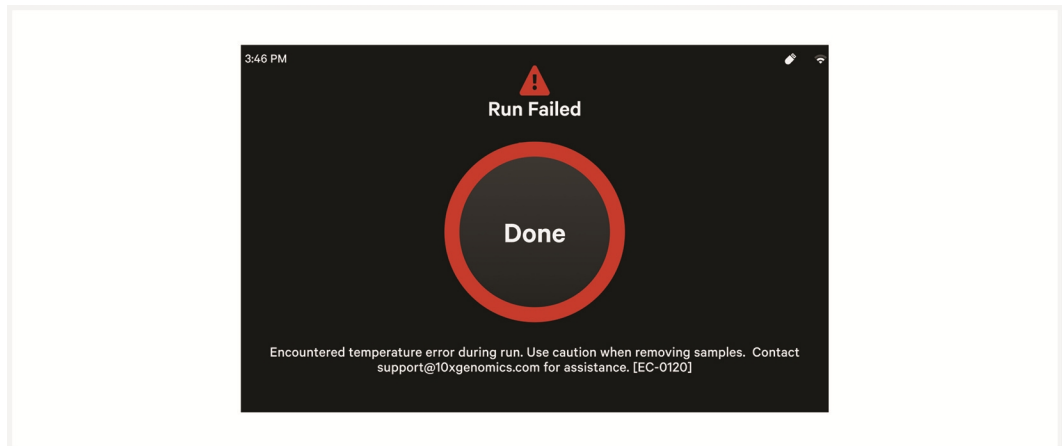 3:46 PM
Run Failed
Done
Encountered temperature error during run. Use caution when removing samples. Contact
support@10xgenomics.com for assistance. [EC-0120]